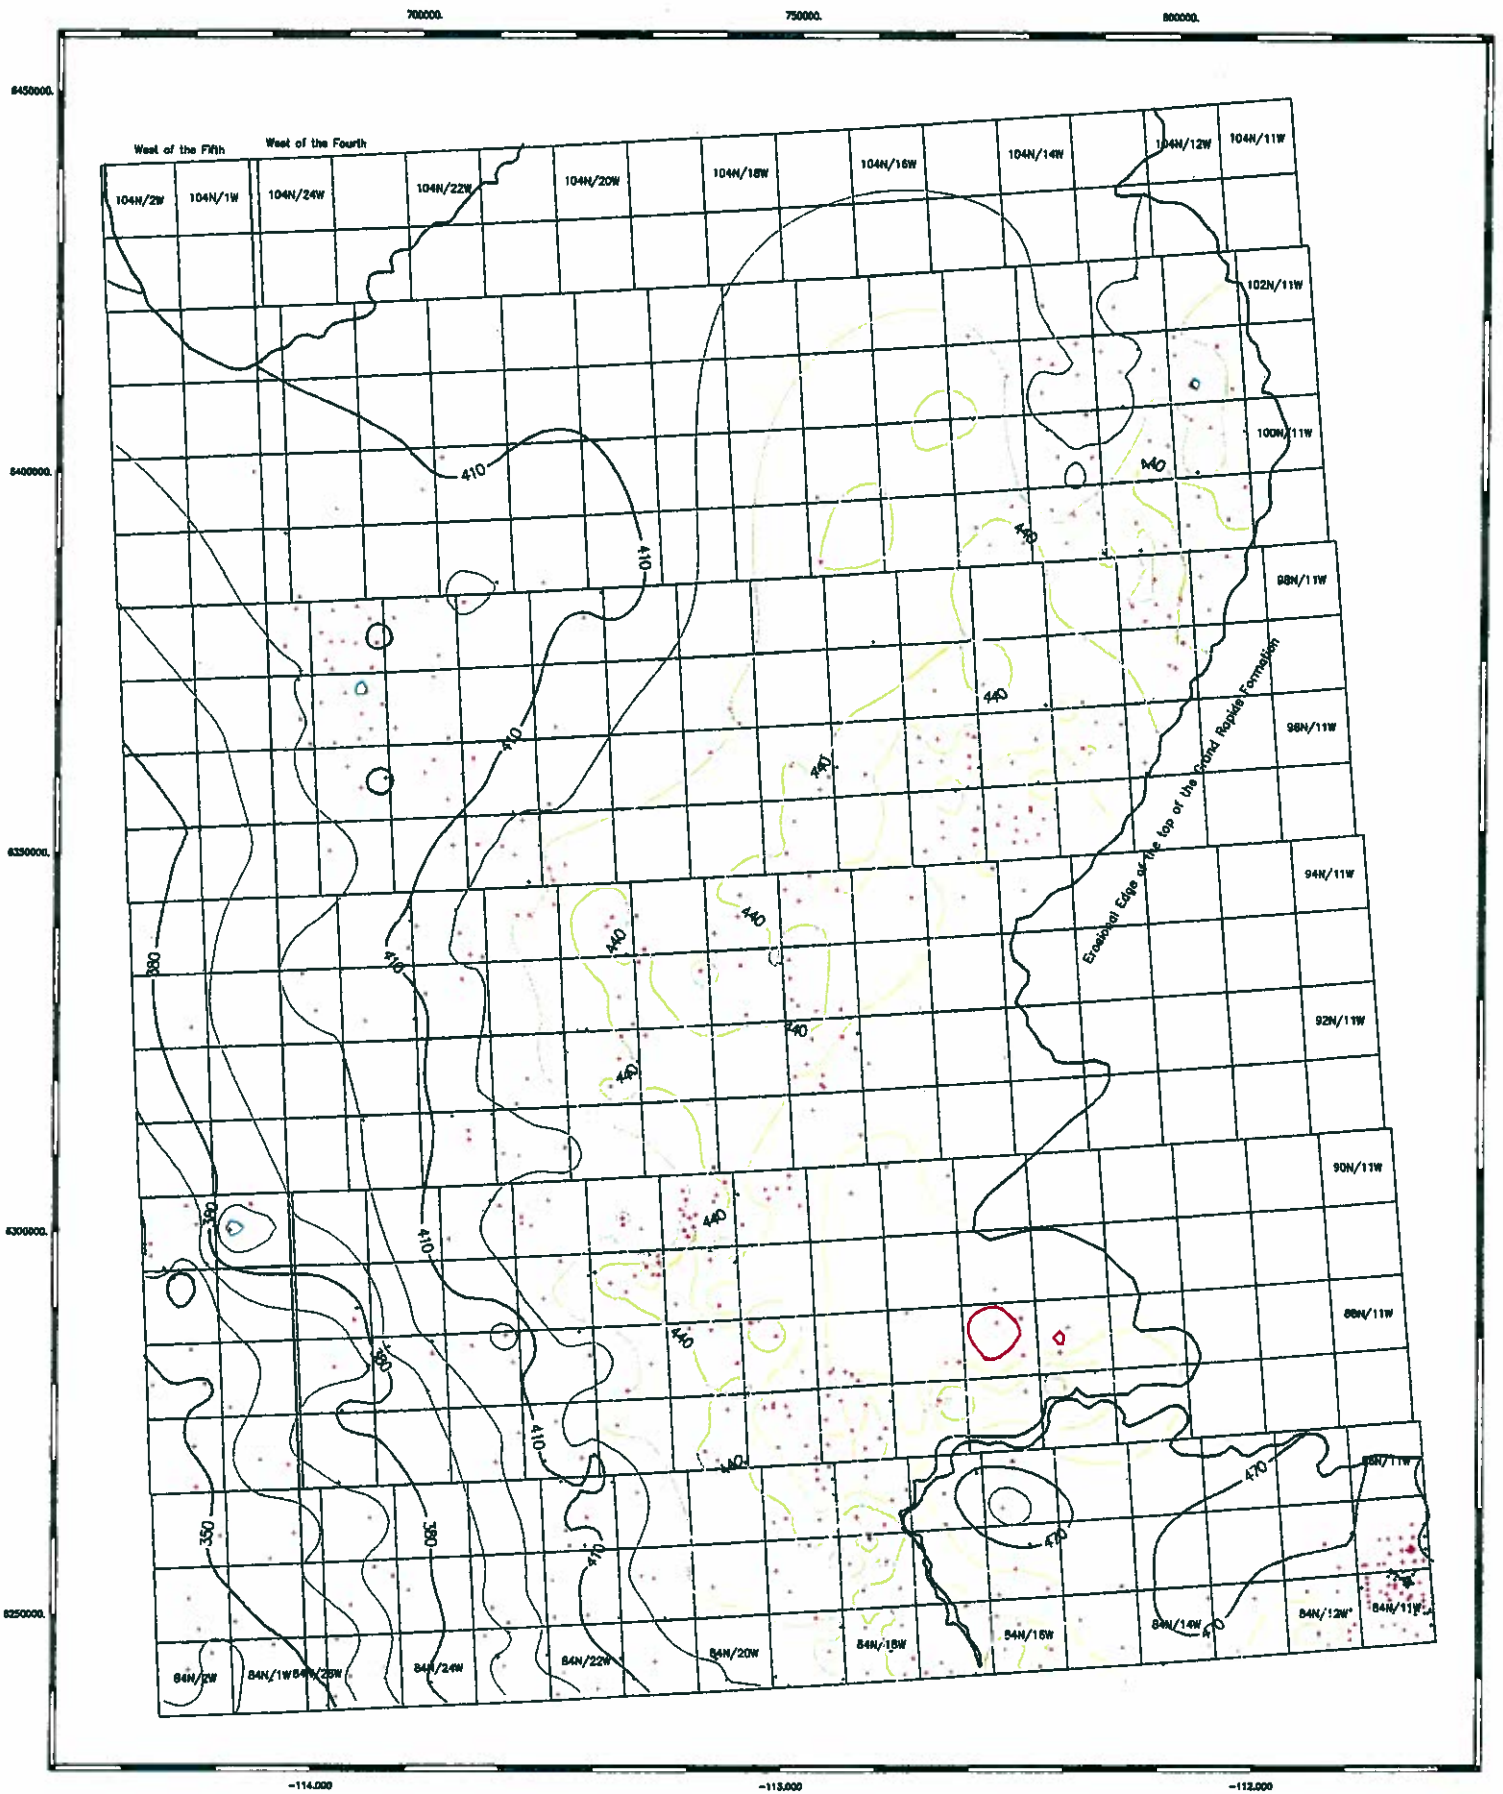 700000. 750000. 800000.
6450000.
West of the Fifth West of the Fourth
104N/2W 104N/1W 104N/24W 104N/22W 104N/20W 104N/18W 104N/16W 104N/14W 104N/12W 104N/11W
102N/11W
100N/11W
440
6400000.
410
440
410
98N/11W
440
96N/11W
410
440
Erosional Edge of the top of the Grand Rapids Formation
6350000.
94N/11W
440
440
380
410
92N/11W
440
440
90N/11W
380
440
6300000.
410
88N/11W
440
380
410
440
470
86N/11W
350
380
410
470
6250000.
84N/2W 84N/1W 84N/25W 84N/24W 84N/22W 84N/20W 84N/18W 84N/16W 84N/14W 84N/12W 84N/11W
470
-114.000 -113.000 -112.000